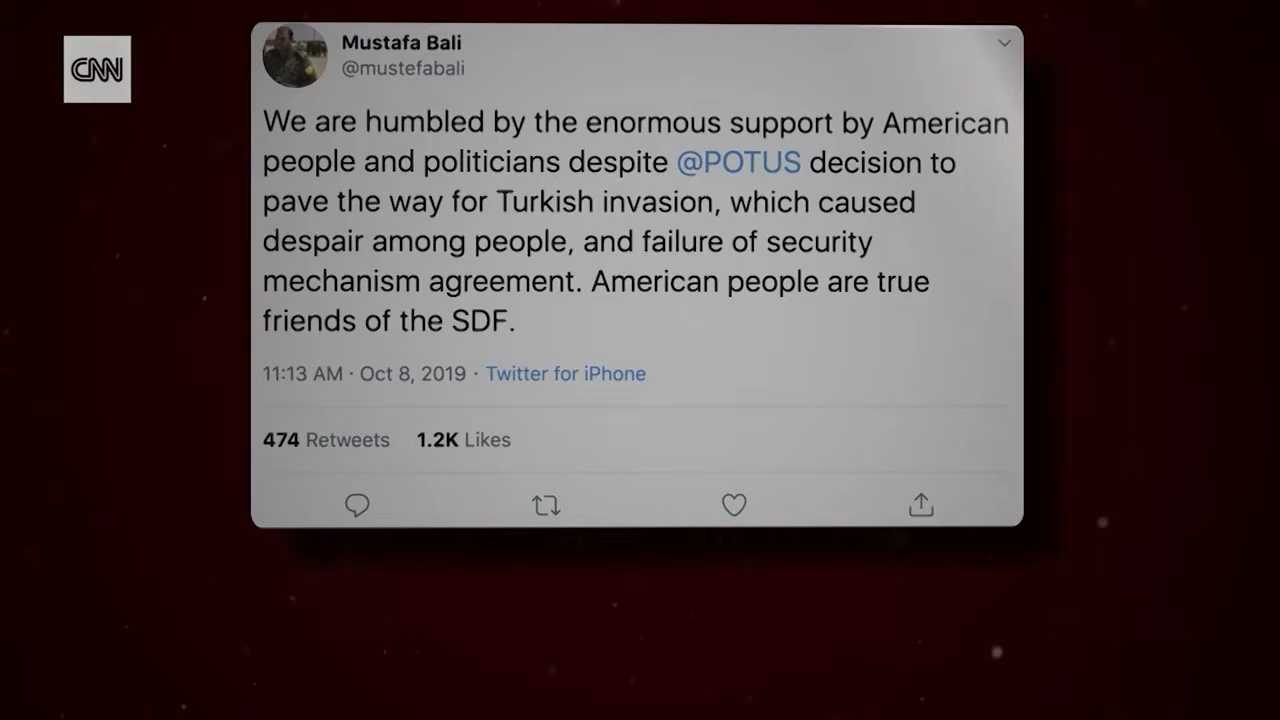 CNN
Mustafa Bali
@mustefabali
We are humbled by the enormous support by American
people and politicians despite @POTUS decision to
pave the way for Turkish invasion, which caused
despair among people, and failure of security
mechanism agreement. American people are true
friends of the SDF.
11:13 AM · Oct 8, 2019 · Twitter for iPhone
474 Retweets 1.2K Likes